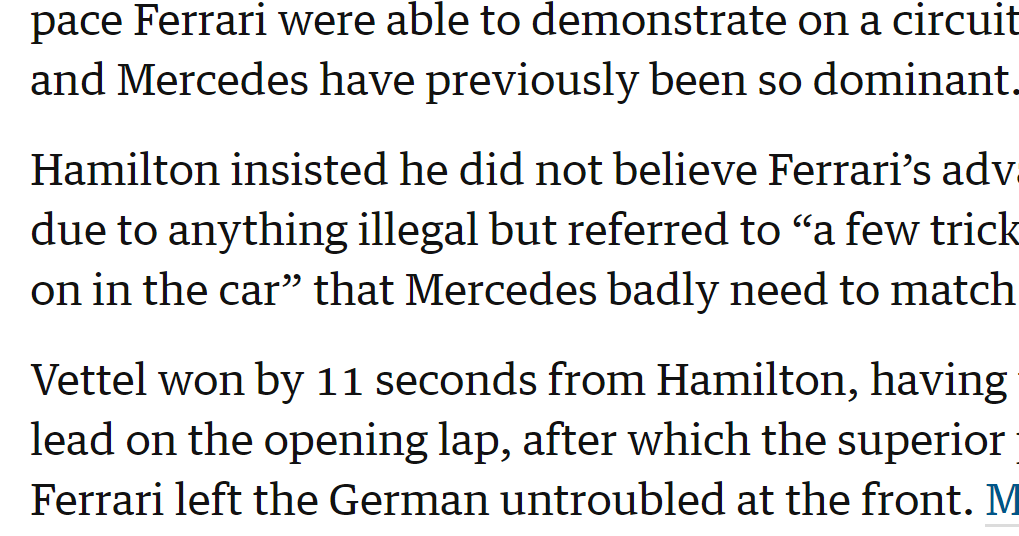 pace Ferrari were able to demonstrate on a circuit
and Mercedes have previously been so dominant.
Hamilton insisted he did not believe Ferrari’s
due to anything illegal but referred to “a few
on in the car” that Mercedes badly need to match
Vettel won by 11 seconds from Hamilton, having
lead on the opening lap, after which the superior
Ferrari left the German untroubled at the front.